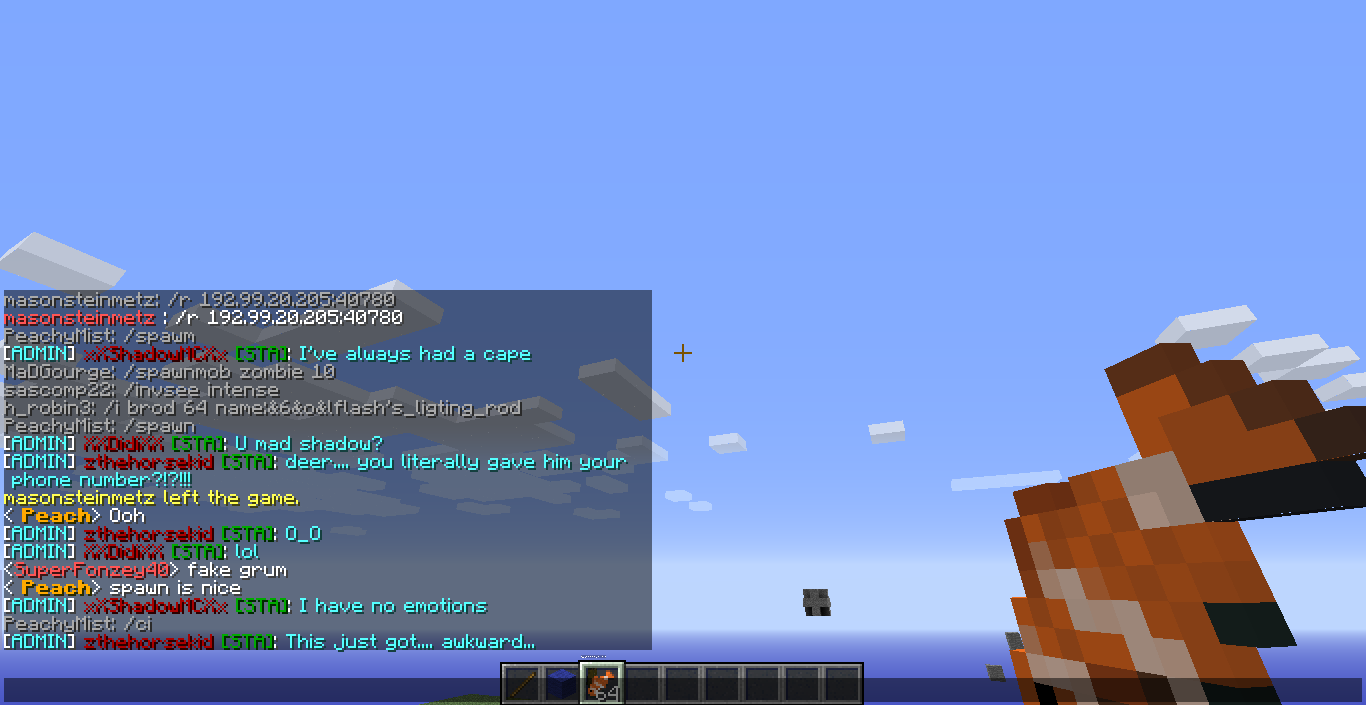 masonsteinmetz: /r 192.99.20.205:40780
masonsteinmetz : /r 192.99.20.205:40780
PeachyMist: /spawm
[ADMIN] xXShadowMCXx [STA]: I've always had a cape
MaDGourge: /spawnmob zombie 10
sascomp22: /invsee intense
h_robin3: /i brod 64 name:&6&o&lflash's_ligting_rod
PeachyMist: /spawn
[ADMIN] XXDidiXX [STA]: U mad shadow?
[ADMIN] zthehorsekid [STA]: deer.... you literally gave him your
phone number?!?!!!
masonsteinmetz left the game.
< Peach> Ooh
[ADMIN] zthehorsekid [STA]: O_O
[ADMIN] XXDidiXX [STA]: lol
<SuperFonzey40> fake grum
< Peach> spawn is nice
[ADMIN] xXShadowMCXx [STA]: I have no emotions
PeachyMist: /ci
[ADMIN] zthehorsekid [STA]: This just got.... awkward...
64